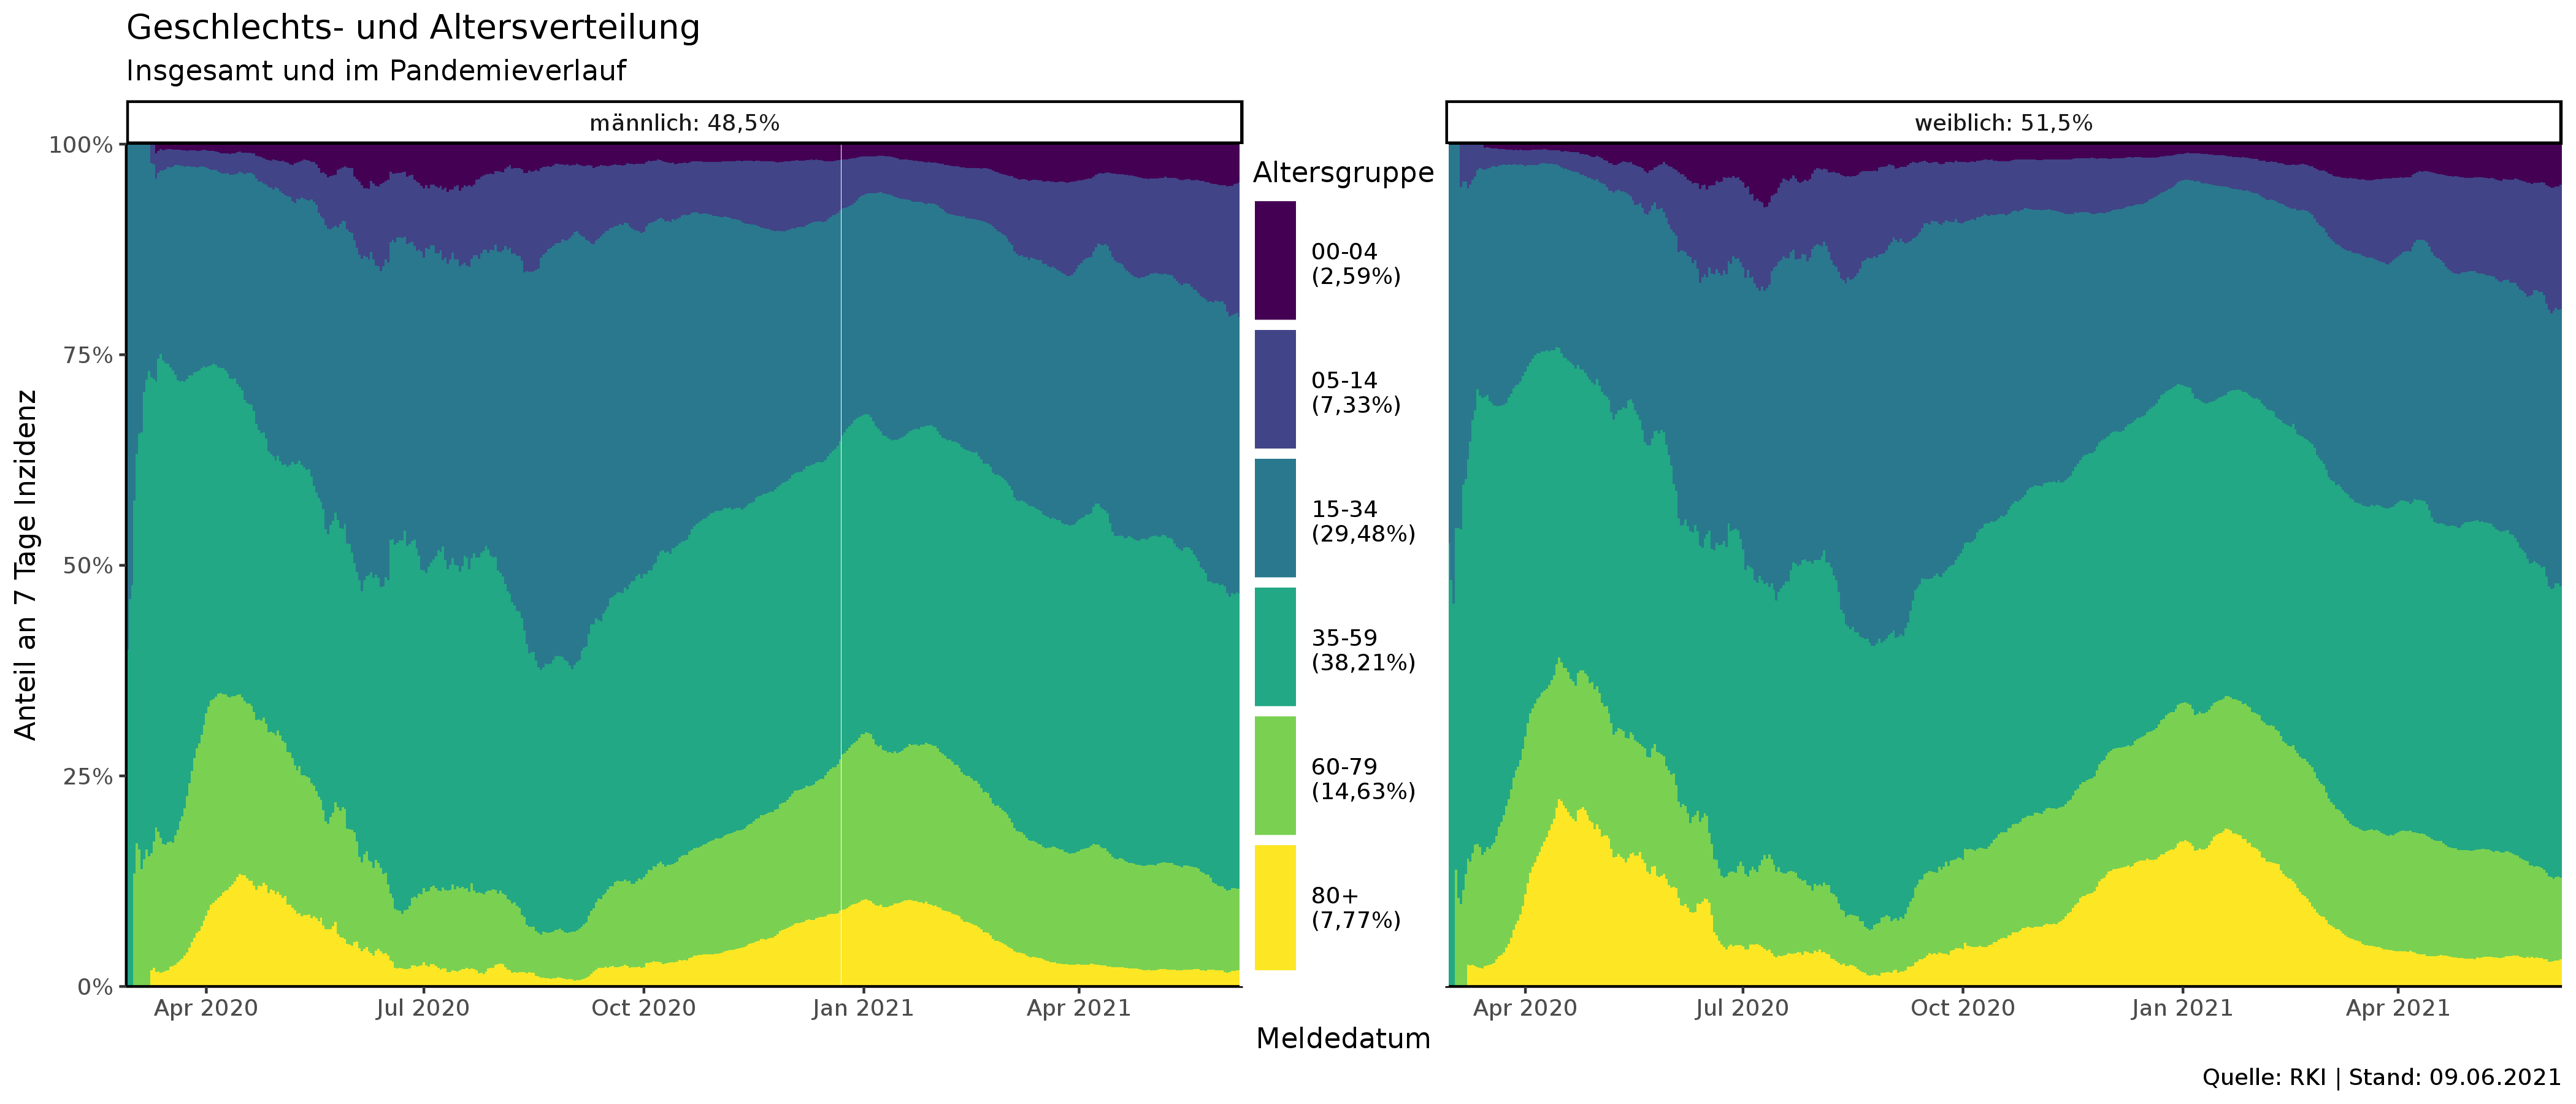 Geschlechts- und Altersverteilung
Insgesamt und im Pandemieverlauf
männlich: 48,5%
weiblich: 51,5%
100%
75%
50%
25%
0%
Anteil an 7 Tage Inzidenz
Altersgruppe
00-04
(2,59%)
05-14
(7,33%)
15-34
(29,48%)
35-59
(38,21%)
60-79
(14,63%)
80+
(7,77%)
Apr 2020 Jul 2020 Oct 2020 Jan 2021 Apr 2021
Apr 2020 Jul 2020 Oct 2020 Jan 2021 Apr 2021
Meldedatum
Quelle: RKI | Stand: 09.06.2021